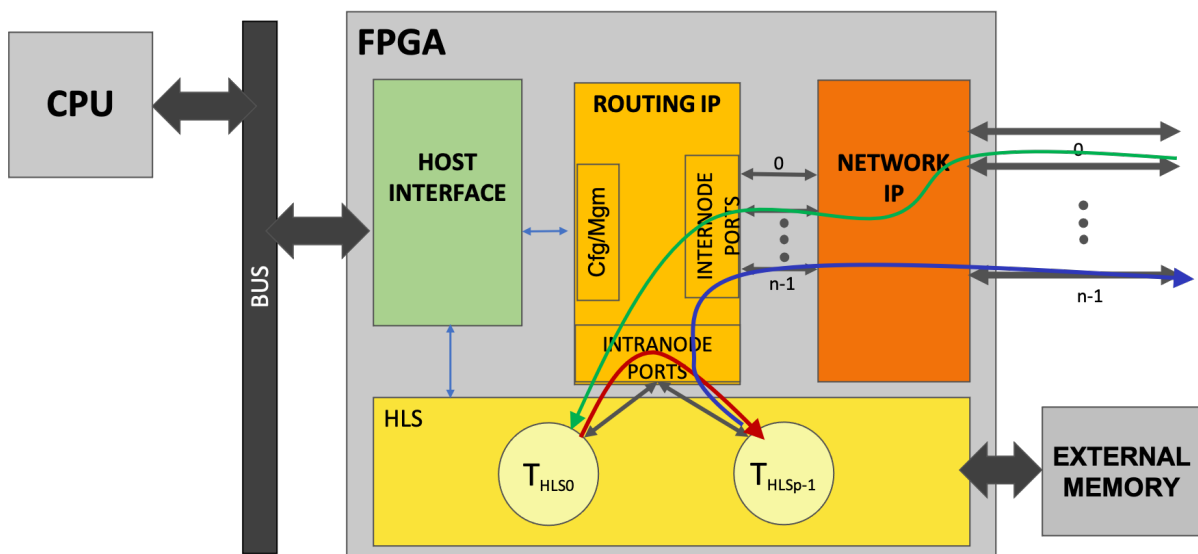 FPGA
CPU
BUS
HOST
INTERFACE
ROUTING IP
Cfg/Mgm
INTERNODE
PORTS
INTRANODE
PORTS
0
n-1
NETWORK
IP
0
n-1
HLS
THLS0
THLSp-1
EXTERNAL
MEMORY